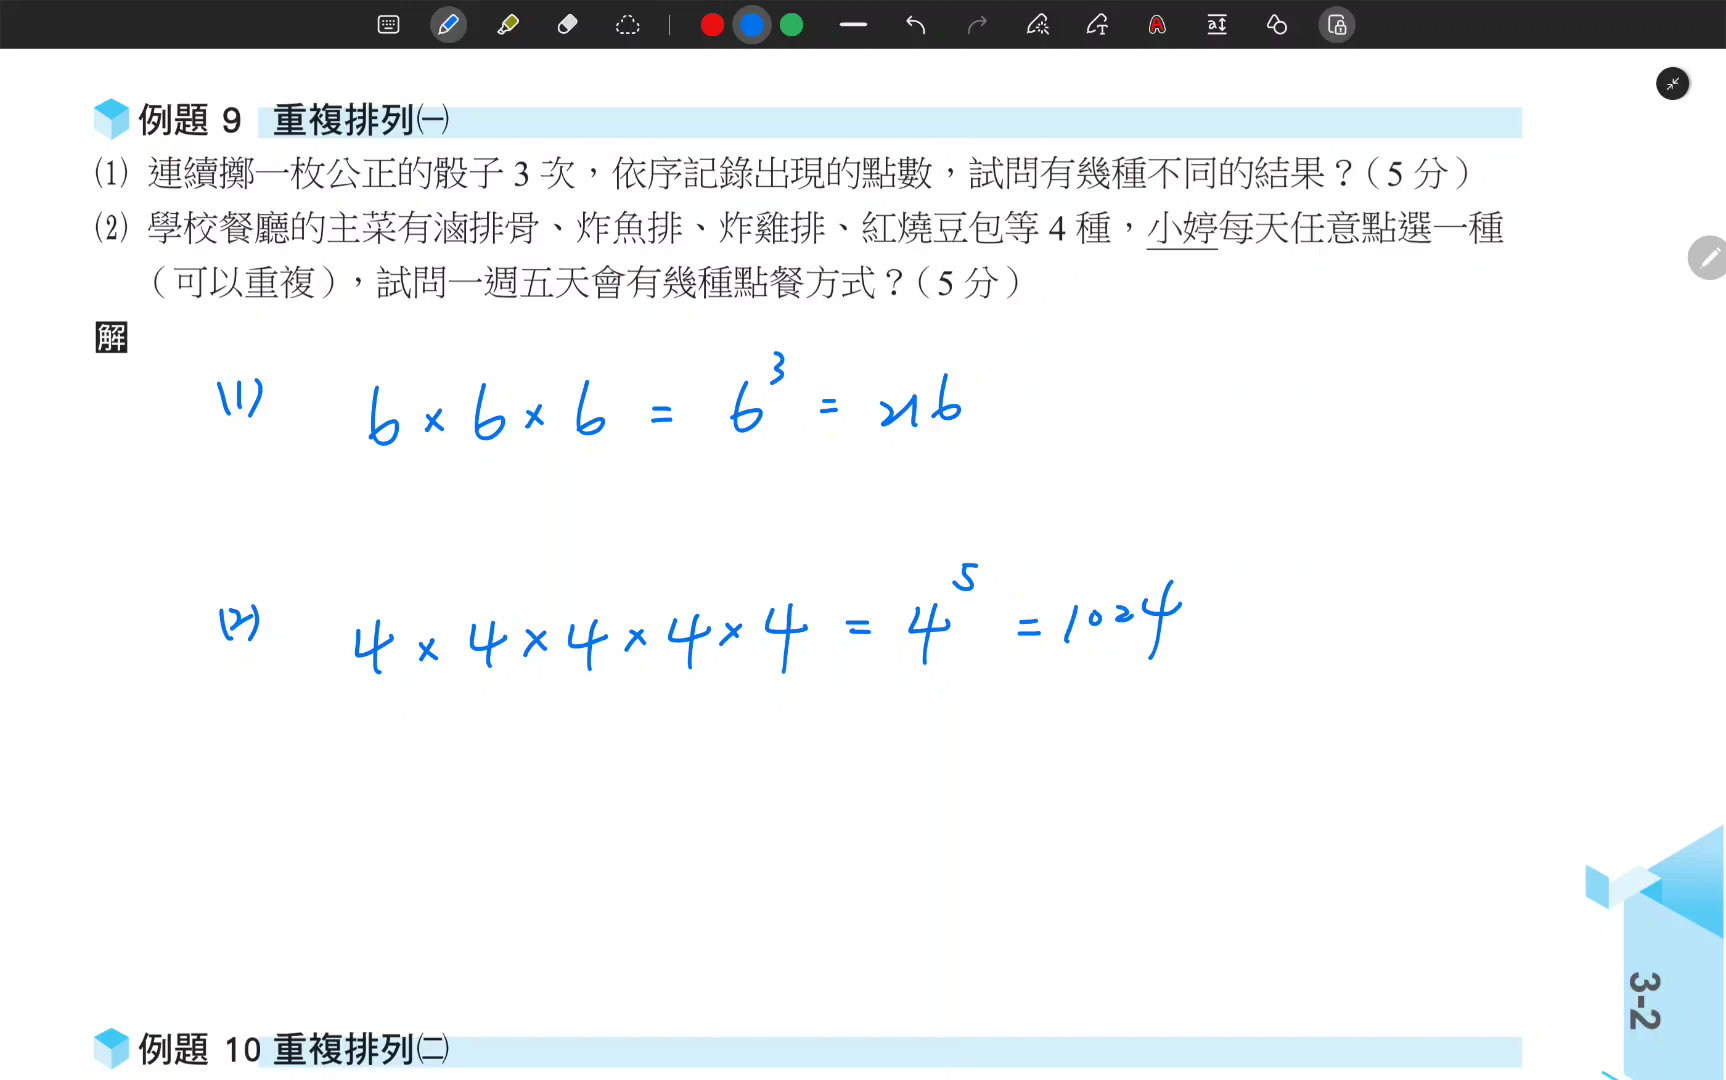 例題 9 重複排列㈠
⑴ 連續擲一枚公正的骰子 3 次，依序記錄出現的點數，試問有幾種不同的結果？（5 分）
⑵ 學校餐廳的主菜有滷排骨、炸魚排、炸雞排、紅燒豆包等 4 種，小婷每天任意點選一種
（可以重複），試問一週五天會有幾種點餐方式？（5 分）
解
(1) 6 × 6 × 6 = 6³ = 216
(2) 4 × 4 × 4 × 4 × 4 = 4⁵ = 1024
3-2
例題 10 重複排列㈡